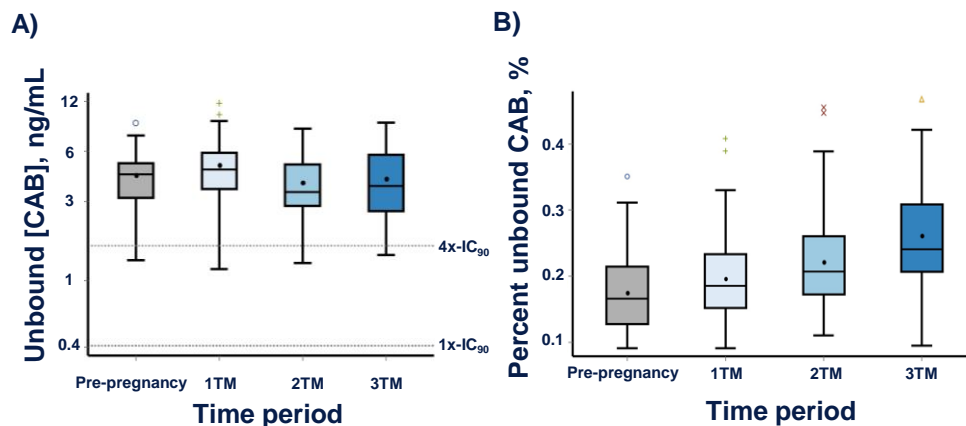 A)
Unbound [CAB], ng/mL
12
6
3
1
0.4
4x-IC₉₀
1x-IC₉₀
Pre-pregnancy 1TM 2TM 3TM
Time period
B)
Percent unbound CAB, %
0.4
0.3
0.2
0.1
Pre-pregnancy 1TM 2TM 3TM
Time period